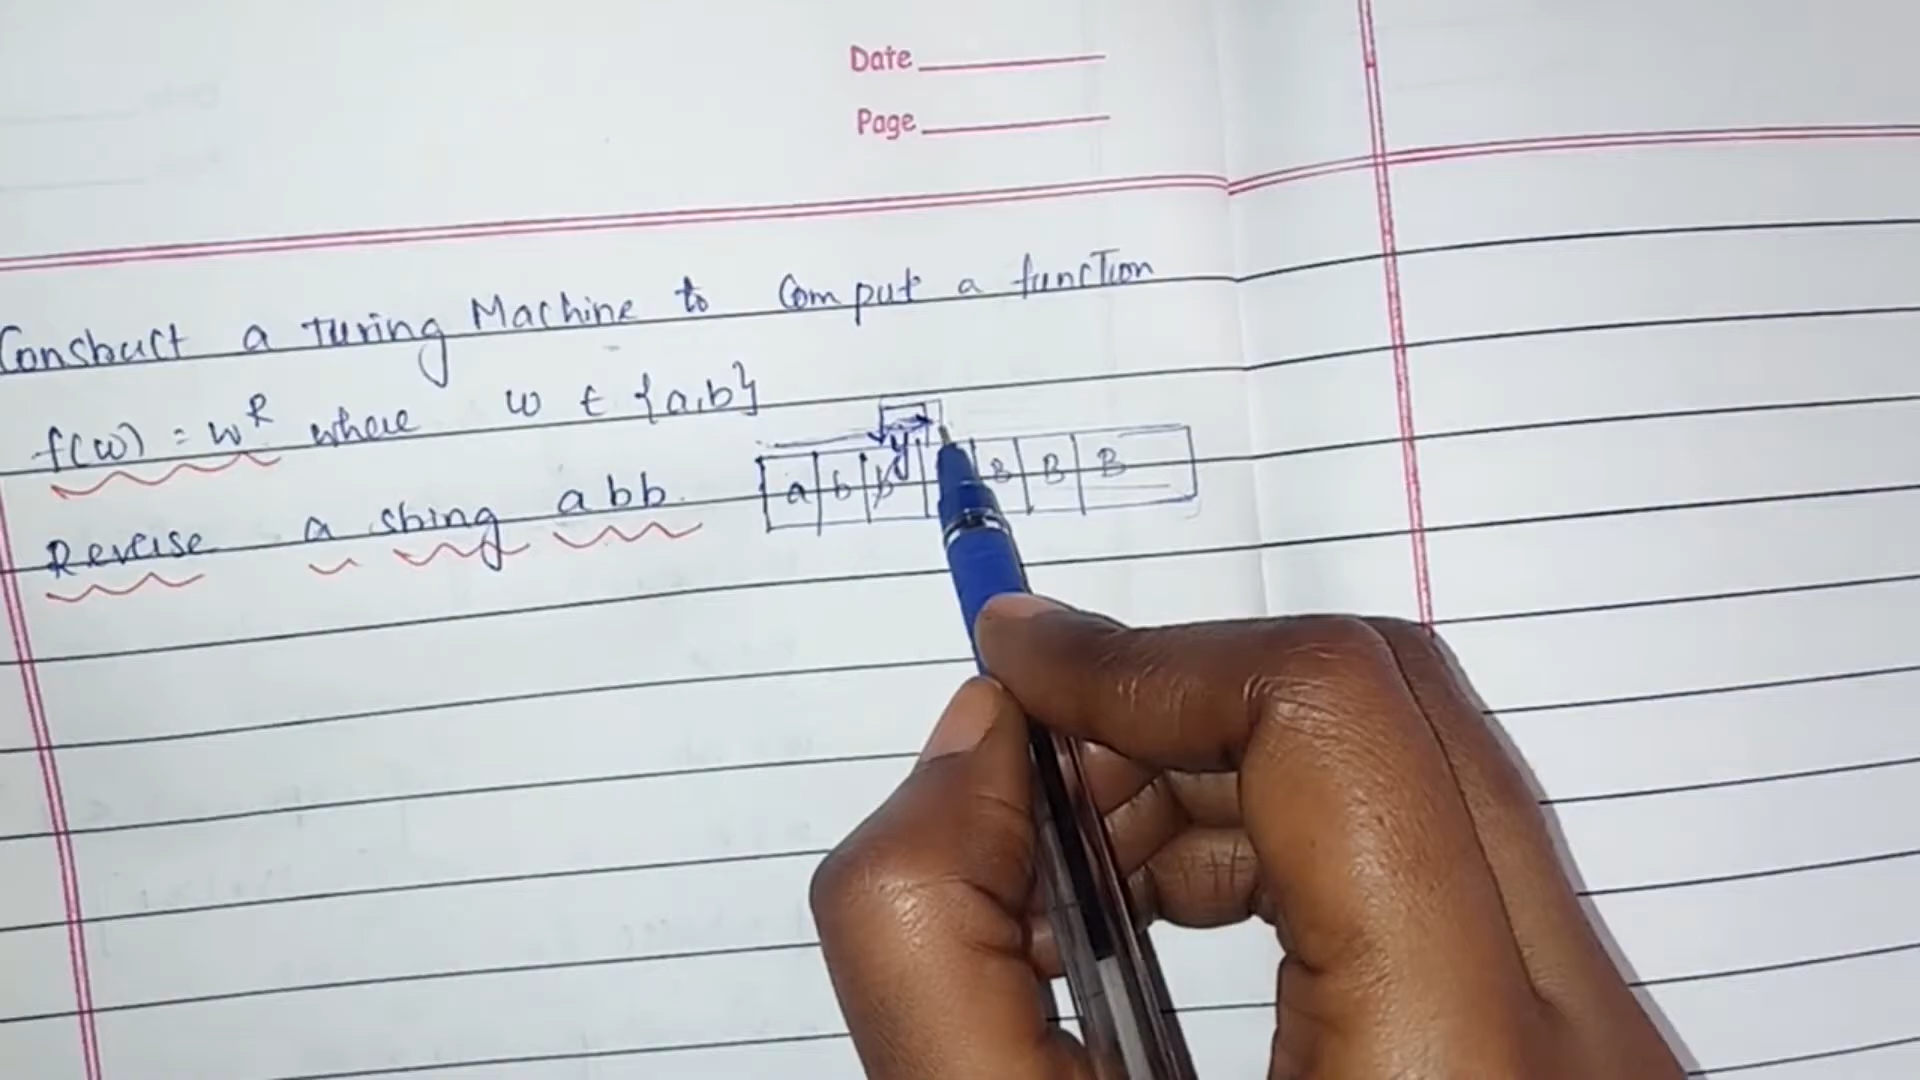 Date
Page
Construct a Turing Machine to Comput a function
f(w) = w^R where w ∈ {a,b}
Reverse a string abb. a b b y B B B